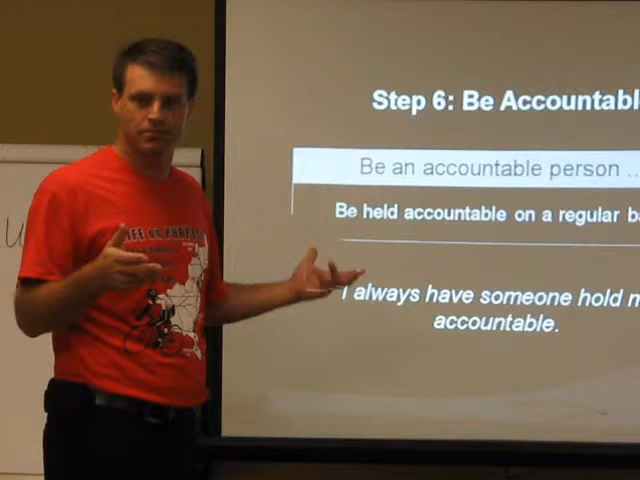 Step 6: Be Accountabl
Be an accountable person ...
Be held accountable on a regular ba
I always have someone hold m
accountable.